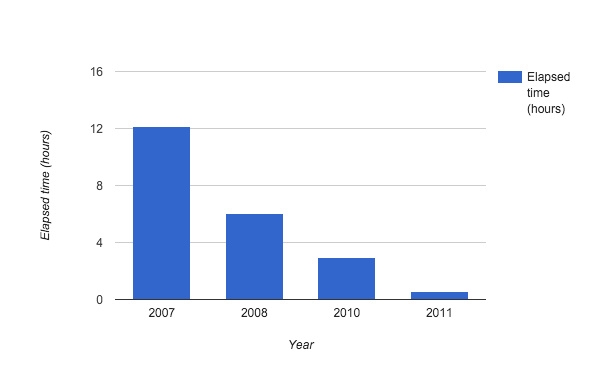 16
12
8
4
0
Elapsed time (hours)
2007 2008 2010 2011
Year
Elapsed
time
(hours)